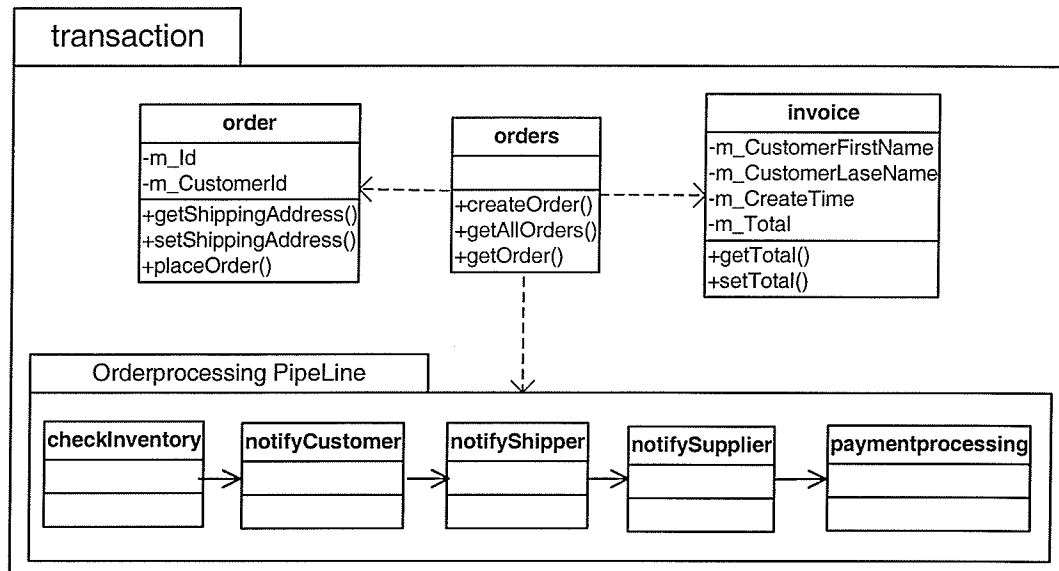 transaction
order
-m_Id
-m_CustomerId
+getShippingAddress()
+setShippingAddress()
+placeOrder()
orders
+createOrder()
+getAllOrders()
+getOrder()
invoice
-m_CustomerFirstName
-m_CustomerLaseName
-m_CreateTime
-m_Total
+getTotal()
+setTotal()
Orderprocessing PipeLine
checkInventory
notifyCustomer
notifyShipper
notifySupplier
paymentprocessing